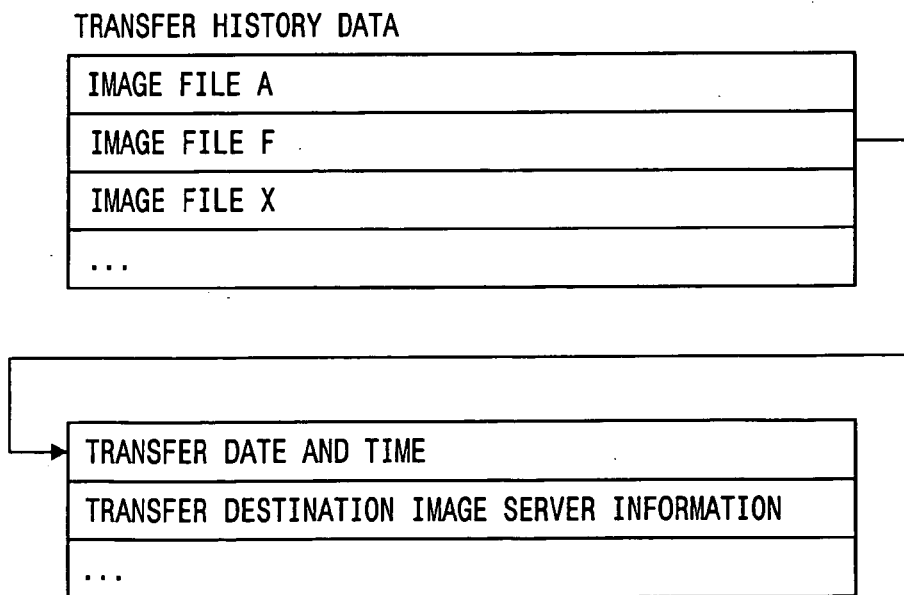 TRANSFER HISTORY DATA
IMAGE FILE A
IMAGE FILE F
IMAGE FILE X
...
TRANSFER DATE AND TIME
TRANSFER DESTINATION IMAGE SERVER INFORMATION
...